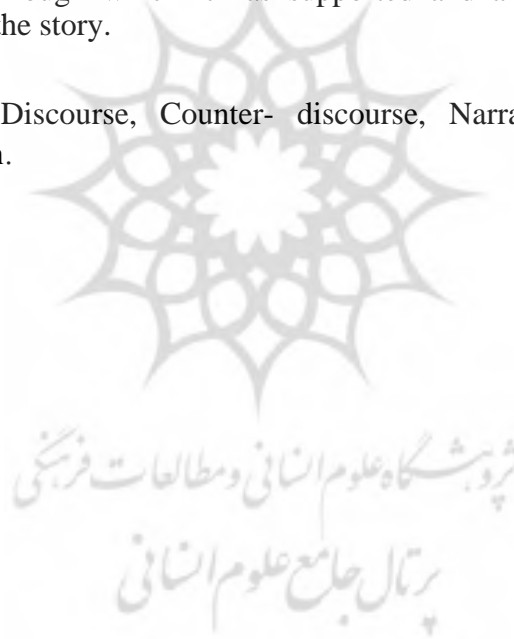 the story.
Discourse, Counter- discourse, Narra
.
پژوهشگاه علوم انسانی و مطالعات فرهنگی
پرتال جامع علوم انسانی